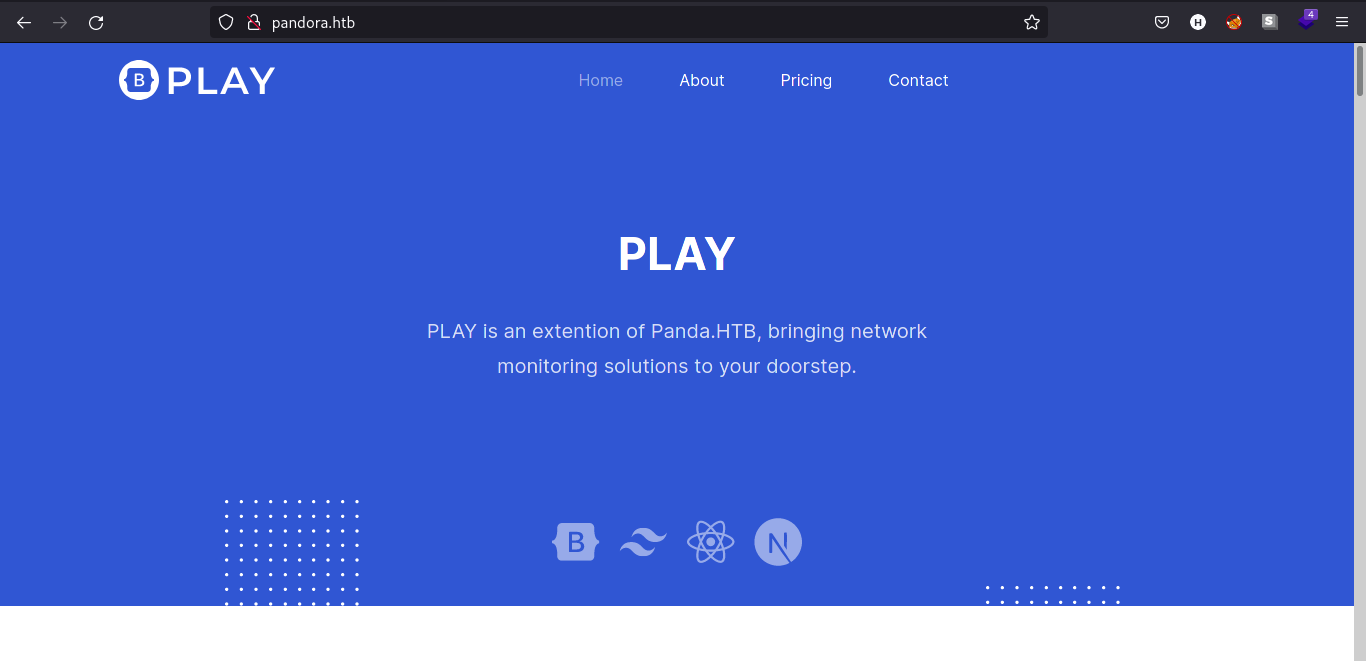 pandora.htb
H
S
4
B PLAY
Home About Pricing Contact
PLAY
PLAY is an extention of Panda.HTB, bringing network
monitoring solutions to your doorstep.
B N